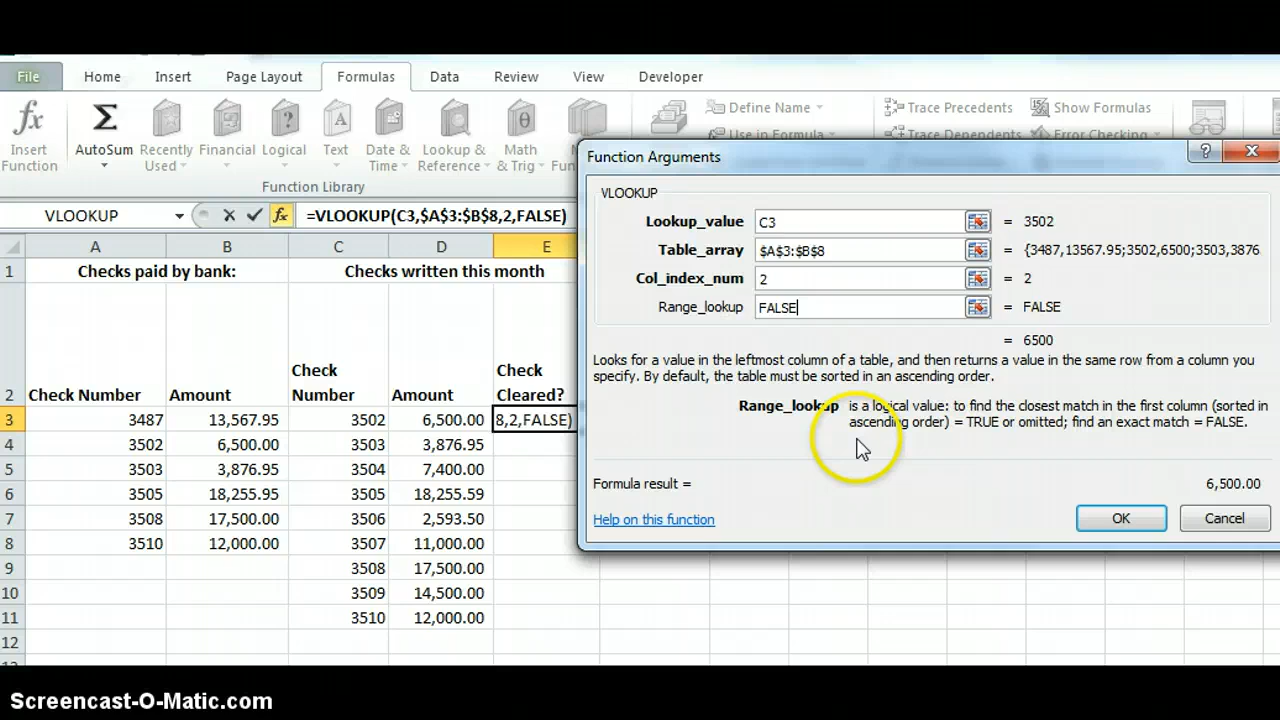 File Home Insert Page Layout Formulas Data Review View Developer
fx Σ ? A θ Define Name Trace Precedents Show Formulas
Use in Formula Trace Dependents Error Checking
Insert AutoSum Recently Financial Logical Text Date & Lookup & Math
Function Used Time Reference & Trig Fun
Function Library
VLOOKUP fx =VLOOKUP(C3,$A$3:$B$8,2,FALSE)
A B C D E
1 Checks paid by bank: Checks written this month
Check Check
2 Check Number Amount Number Amount Cleared?
3 3487 13,567.95 3502 6,500.00 8,2,FALSE)
4 3502 6,500.00 3503 3,876.95
5 3503 3,876.95 3504 7,400.00
6 3505 18,255.95 3505 18,255.59
7 3508 17,500.00 3506 2,593.50
8 3510 12,000.00 3507 11,000.00
9 3508 17,500.00
10 3509 14,500.00
11 3510 12,000.00
12
Function Arguments ?
VLOOKUP
Lookup_value C3 = 3502
Table_array $A$3:$B$8 = {3487,13567.95;3502,6500;3503,3876
Col_index_num 2 = 2
Range_lookup FALSE = FALSE
= 6500
Looks for a value in the leftmost column of a table, and then returns a value in the same row from a column you
specify. By default, the table must be sorted in an ascending order.
Range_lookup is a logical value: to find the closest match in the first column (sorted in
ascending order) = TRUE or omitted; find an exact match = FALSE.
Formula result = 6,500.00
Help on this function OK Cancel
Screencast-O-Matic.com